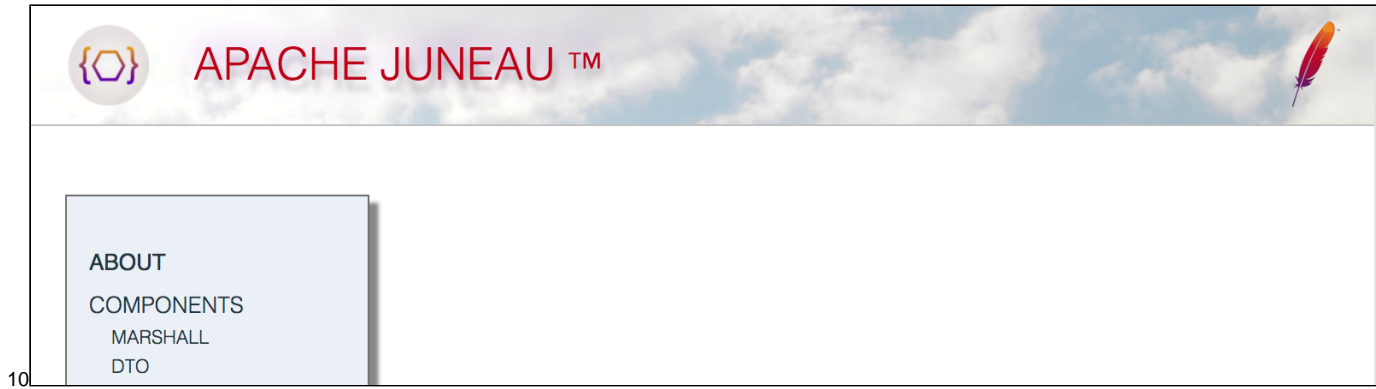 APACHE JUNEAU ™
ABOUT
COMPONENTS
MARSHALL
DTO
10